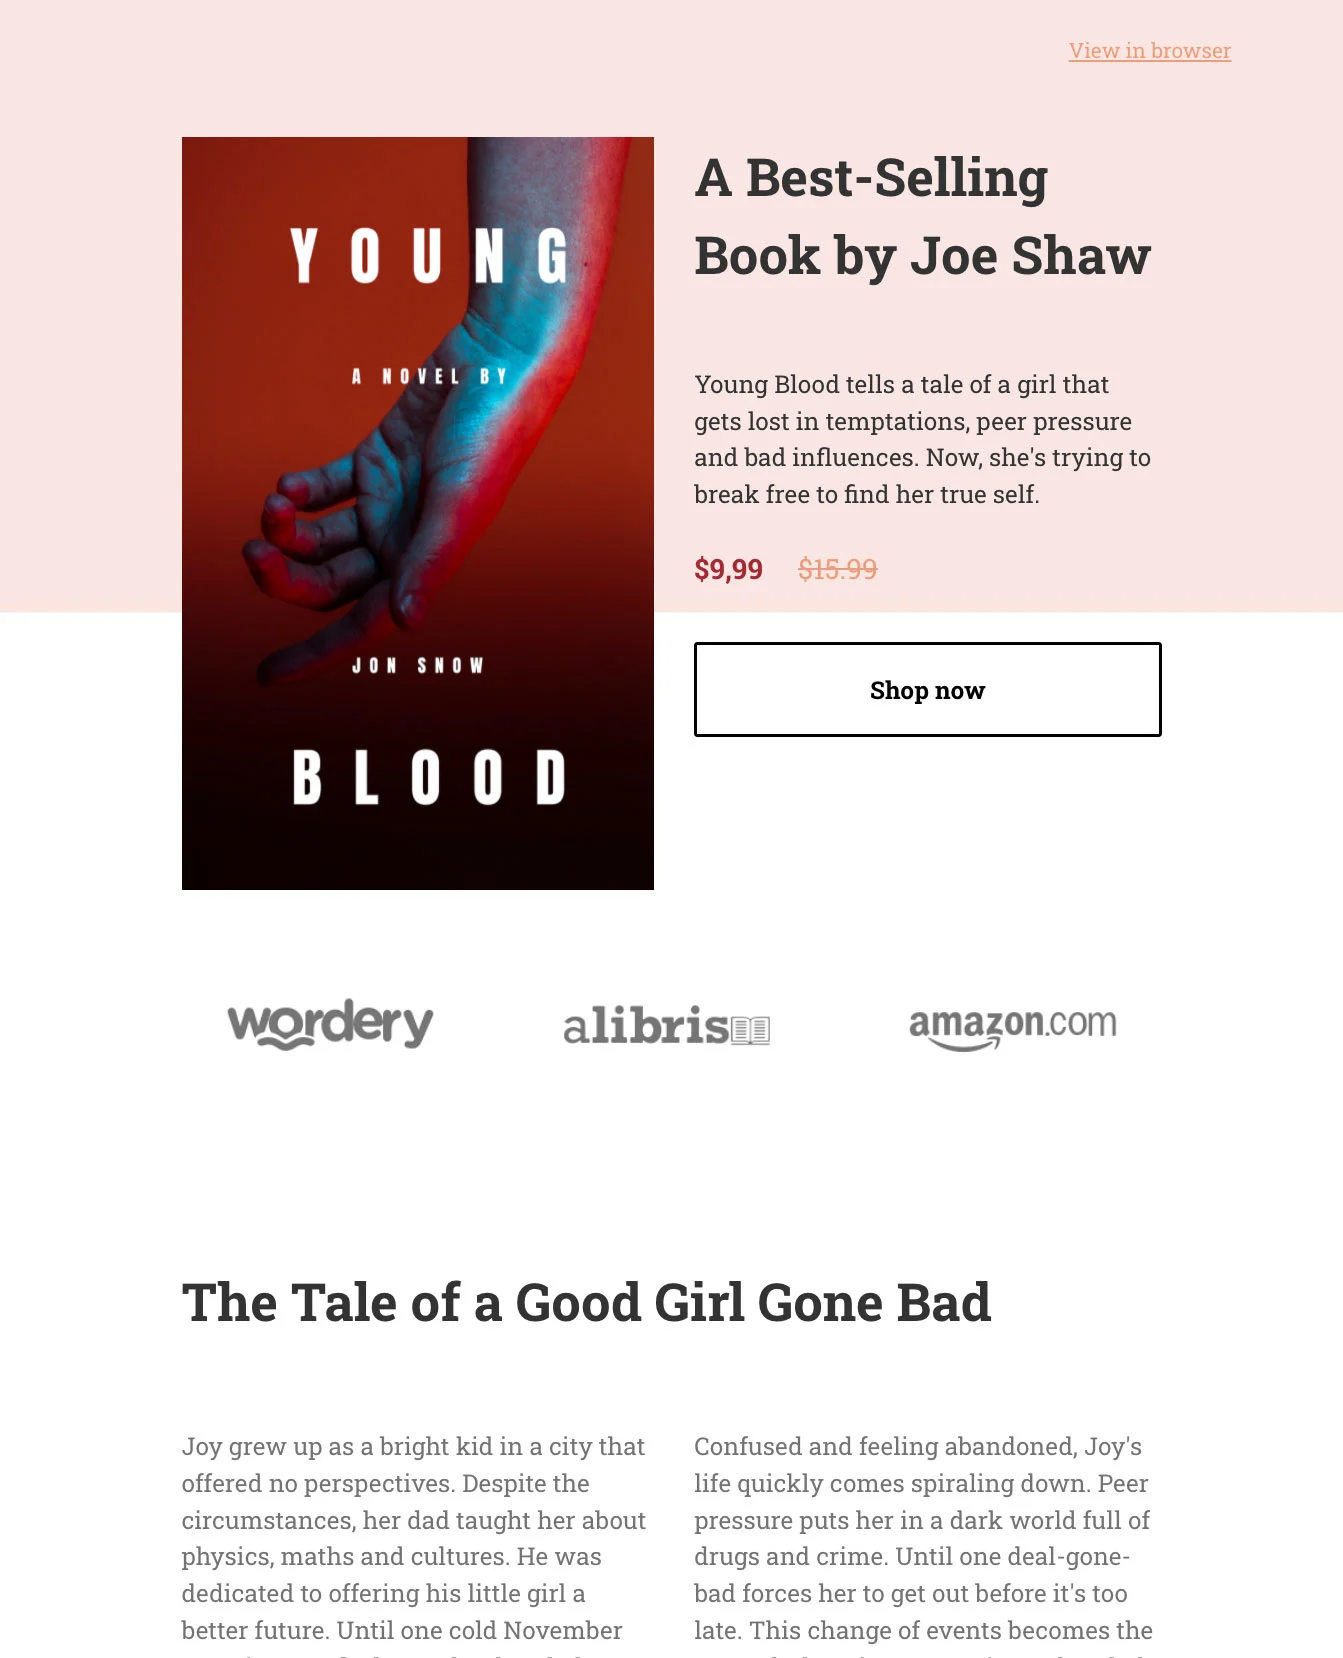 View in browser
YOUNG
A NOVEL BY
JON SNOW
BLOOD
A Best-Selling
Book by Joe Shaw
Young Blood tells a tale of a girl that
gets lost in temptations, peer pressure
and bad influences. Now, she's trying to
break free to find her true self.
$9,99 $15.99
Shop now
wordery
alibris
amazon.com
The Tale of a Good Girl Gone Bad
Joy grew up as a bright kid in a city that
offered no perspectives. Despite the
circumstances, her dad taught her about
physics, maths and cultures. He was
dedicated to offering his little girl a
better future. Until one cold November
Confused and feeling abandoned, Joy's
life quickly comes spiraling down. Peer
pressure puts her in a dark world full of
drugs and crime. Until one deal-gone-
bad forces her to get out before it's too
late. This change of events becomes the